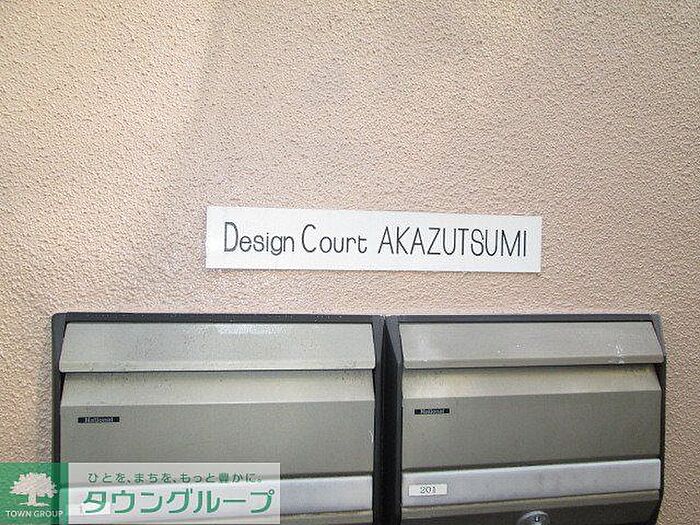 Design Court AKAZUTSUMI
National
National
201
ひとを、まちを、もっと豊かに。
タウングループ
TOWN GROUP